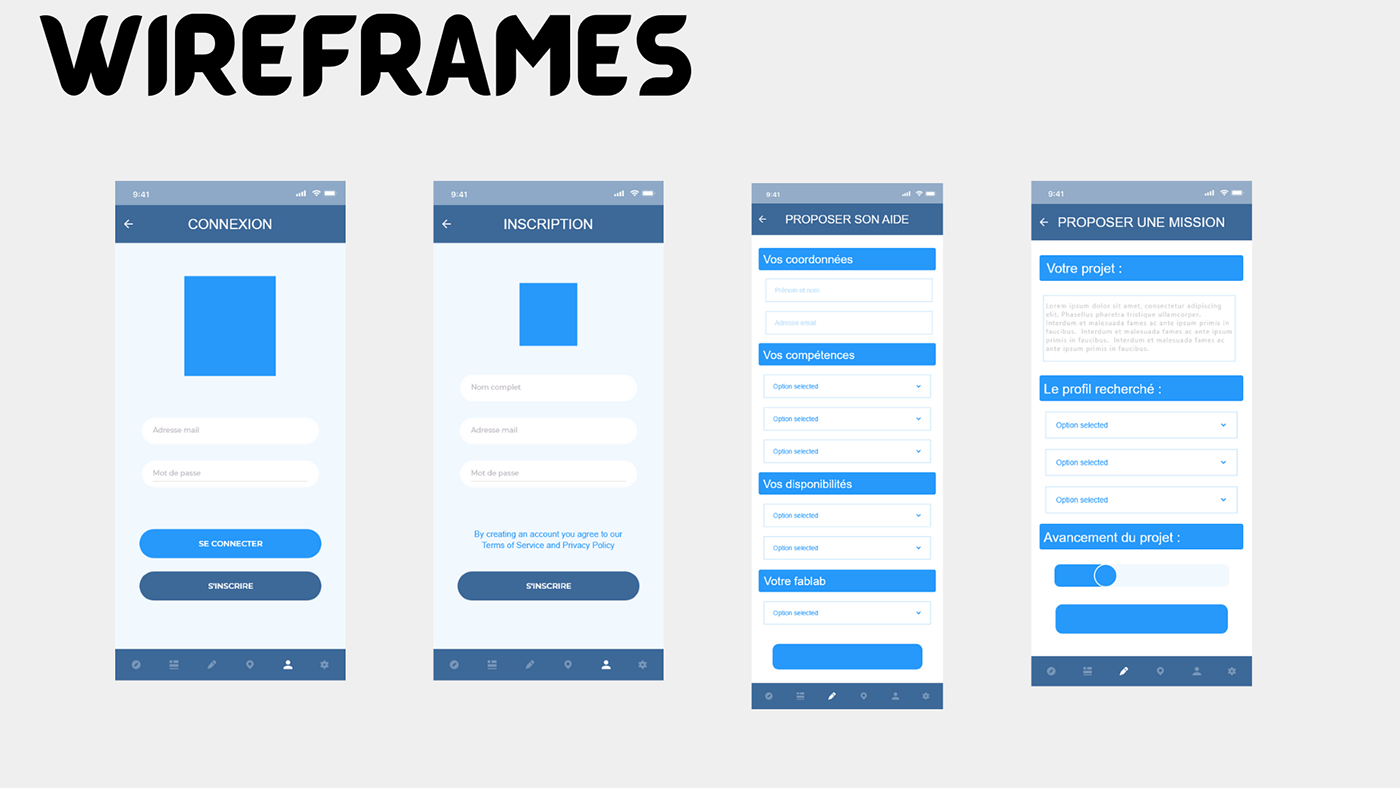 WIREFRAMES
9:41
CONNEXION
Adresse mail
Mot de passe
SE CONNECTER
S'INSCRIRE
9:41
INSCRIPTION
Nom complet
Adresse mail
Mot de passe
By creating an account you agree to our
Terms of Service and Privacy Policy
S'INSCRIRE
9:41
PROPOSER SON AIDE
Vos coordonnées
Prénom et nom
Adresse email
Vos compétences
Option selected
Option selected
Option selected
Vos disponibilités
Option selected
Option selected
Votre fablab
Option selected
9:41
PROPOSER UNE MISSION
Votre projet :
Lorem ipsum dolor sit amet, consectetur adipiscing
elit. Phasellus pharetra tristique ullamcorper.
Interdum et malesuada fames ac ante ipsum primis in
faucibus. Interdum et malesuada fames ac ante ipsum
primis in faucibus. Interdum et malesuada fames ac
ante ipsum primis in faucibus.
Le profil recherché :
Option selected
Option selected
Option selected
Avancement du projet :